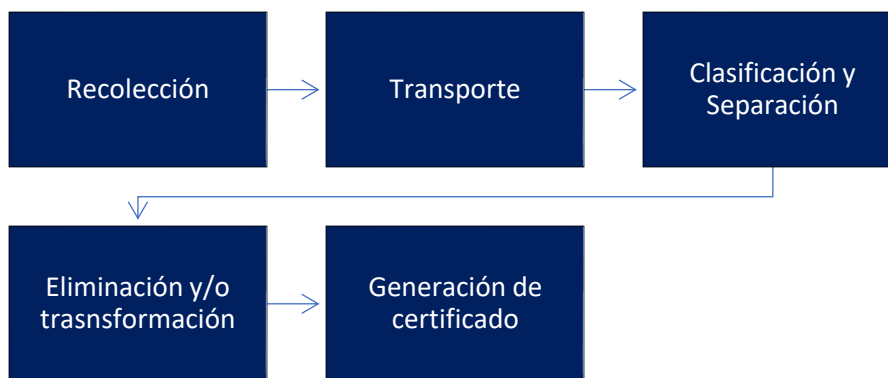 Recolección
Transporte
Clasificación y
Separación
Eliminación y/o
trasnsformación
Generación de
certificado